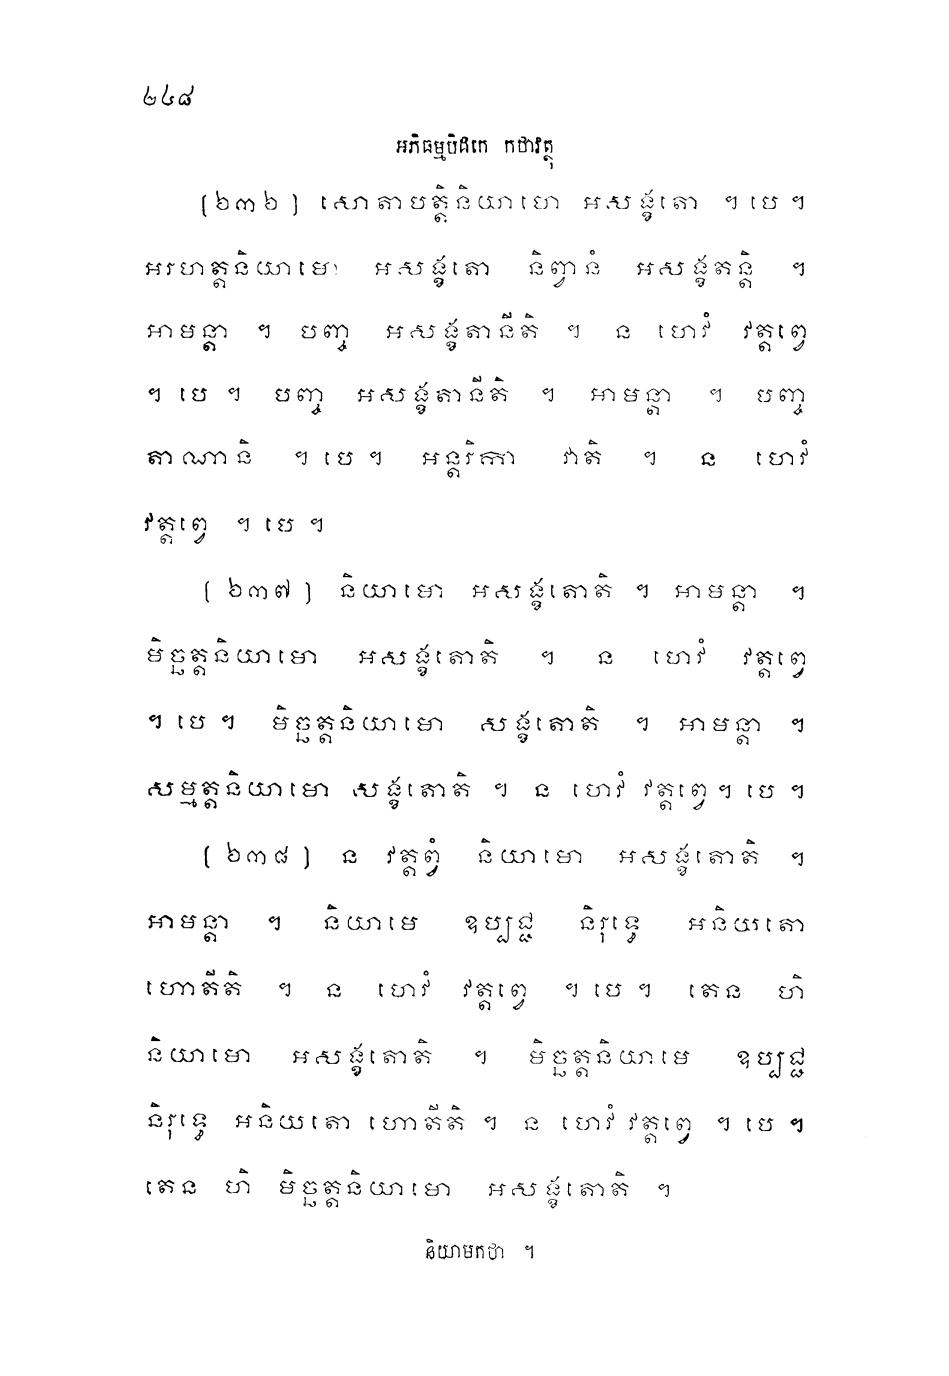 ២៤៨
អភិធម្មបិដកេ កថាវត្ថុ
(៦៣៦) សោតាបត្តិនិយាមោ អសង្ខតោ ។ បេ ។
អរហត្តនិយាមោ អសង្ខតោ និព្វានំ អសង្ខតន្តិ ។
អាមន្តា ។ បញ្ច អសង្ខតានីតិ ។ ន ហេវំ វត្តព្វេ
។ បេ ។ បញ្ច អសង្ខតានីតិ ។ អាមន្តា ។ បញ្ច
តាណានិ ។ បេ ។ អន្តរិកា វាតិ ។ ន ហេវំ
វត្តព្វេ ។ បេ ។
(៦៣៧) និយាមោ អសង្ខតោតិ ។ អាមន្តា ។
មិច្ឆត្តនិយាមោ អសង្ខតោតិ ។ ន ហេវំ វត្តព្វេ
។ បេ ។ មិច្ឆត្តនិយាមោ សង្ខតោតិ ។ អាមន្តា ។
សម្មត្តនិយាមោ សង្ខតោតិ ។ ន ហេវំ វត្តព្វេ ។ បេ ។
(៦៣៨) ន វត្តព្វំ និយាមោ អសង្ខតោតិ ។
អាមន្តា ។ និយាមេ ឧប្បជ្ជ និរុទ្ធេ អនិយតោ
ហោតីតិ ។ ន ហេវំ វត្តព្វេ ។ បេ ។ តេន ហិ
និយាមោ អសង្ខតោតិ ។ មិច្ឆត្តនិយាមេ ឧប្បជ្ជ
និរុទ្ធេ អនិយតោ ហោតីតិ ។ ន ហេវំ វត្តព្វេ ។ បេ ។
តេន ហិ មិច្ឆត្តនិយាមោ អសង្ខតោតិ ។
និយាមកថា ។